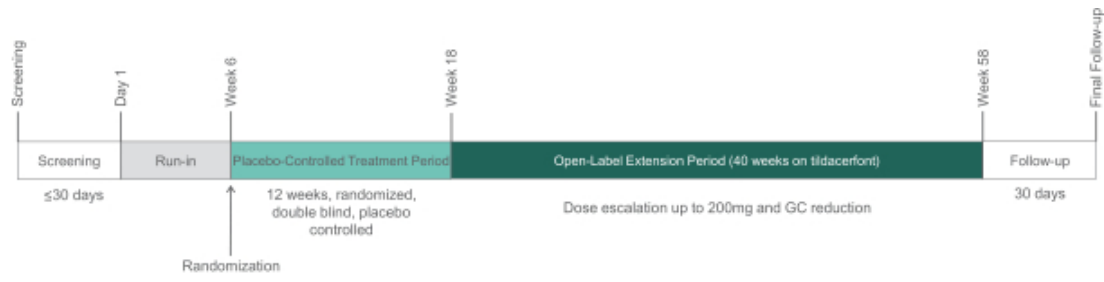 Screening
Day 1
Week 6
Week 18
Week 58
Final Follow-up
Screening
Run-in
Placebo-Controlled Treatment Period
Open-Label Extension Period (40 weeks on tildacerfont)
Follow-up
≤30 days
12 weeks, randomized,
double blind, placebo
controlled
Dose escalation up to 200mg and GC reduction
30 days
Randomization